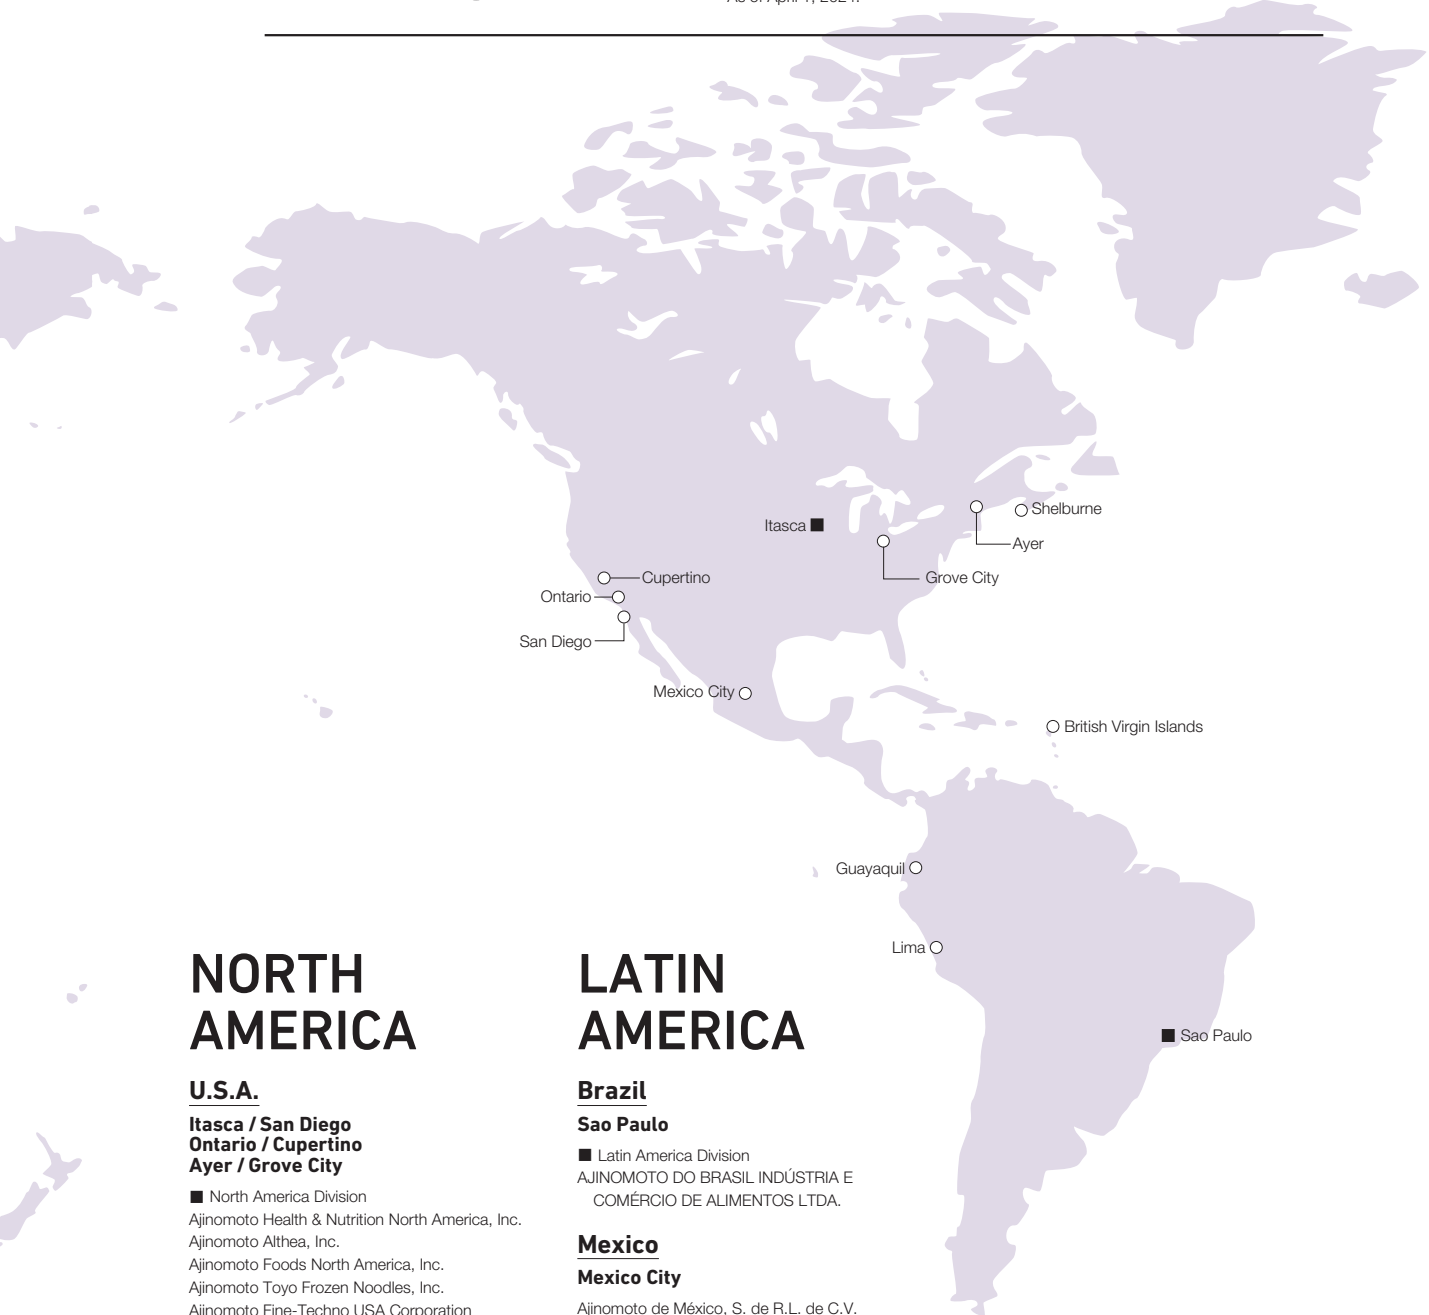 As of April 1, 2024.
Itasca
Shelburne
Ayer
Cupertino
Grove City
Ontario
San Diego
Mexico City
British Virgin Islands
Guayaquil
Lima
Sao Paulo
NORTH
AMERICA
U.S.A.
Itasca / San Diego
Ontario / Cupertino
Ayer / Grove City
■ North America Division
Ajinomoto Health & Nutrition North America, Inc.
Ajinomoto Althea, Inc.
Ajinomoto Foods North America, Inc.
Ajinomoto Toyo Frozen Noodles, Inc.
Ajinomoto Fine-Techno USA Corporation
LATIN
AMERICA
Brazil
Sao Paulo
■ Latin America Division
AJINOMOTO DO BRASIL INDÚSTRIA E
COMÉRCIO DE ALIMENTOS LTDA.
Mexico
Mexico City
Ajinomoto de México, S. de R.L. de C.V.